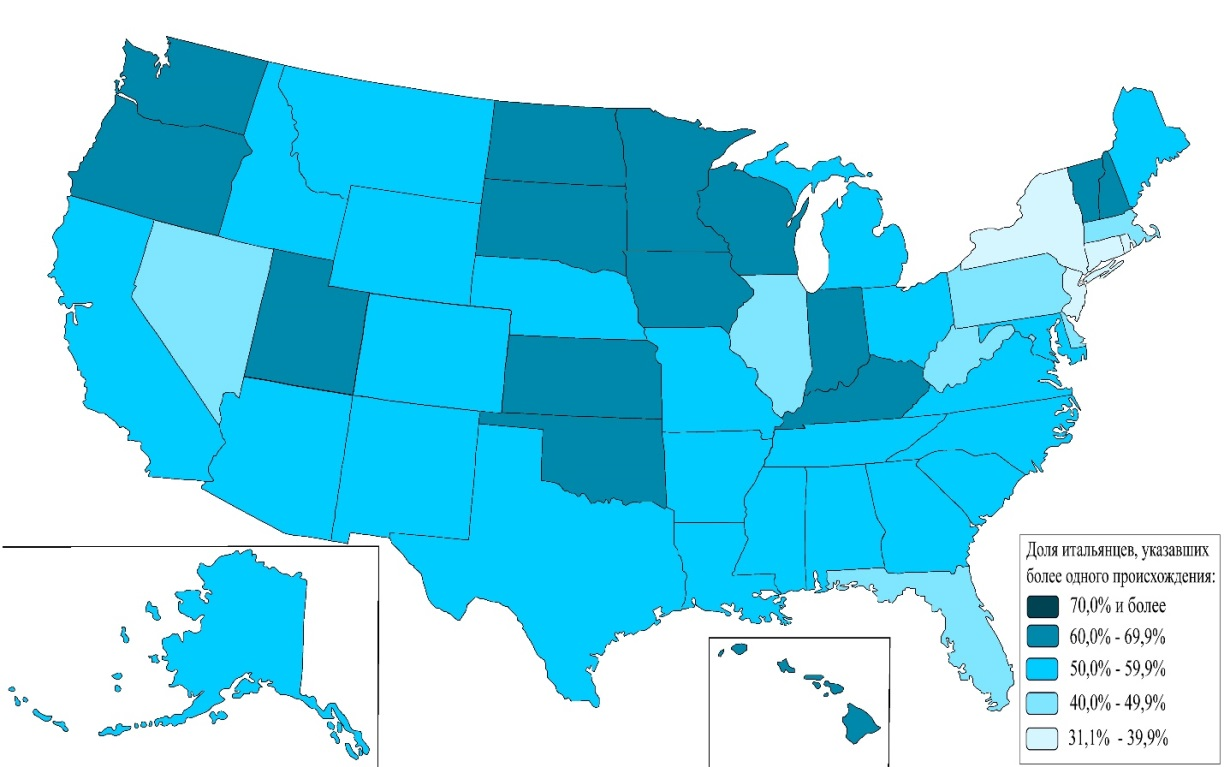 Доля итальянцев, указавших
более одного происхождения:
70,0% и более
60,0% - 69,9%
50,0% - 59,9%
40,0% - 49,9%
31,1% - 39,9%